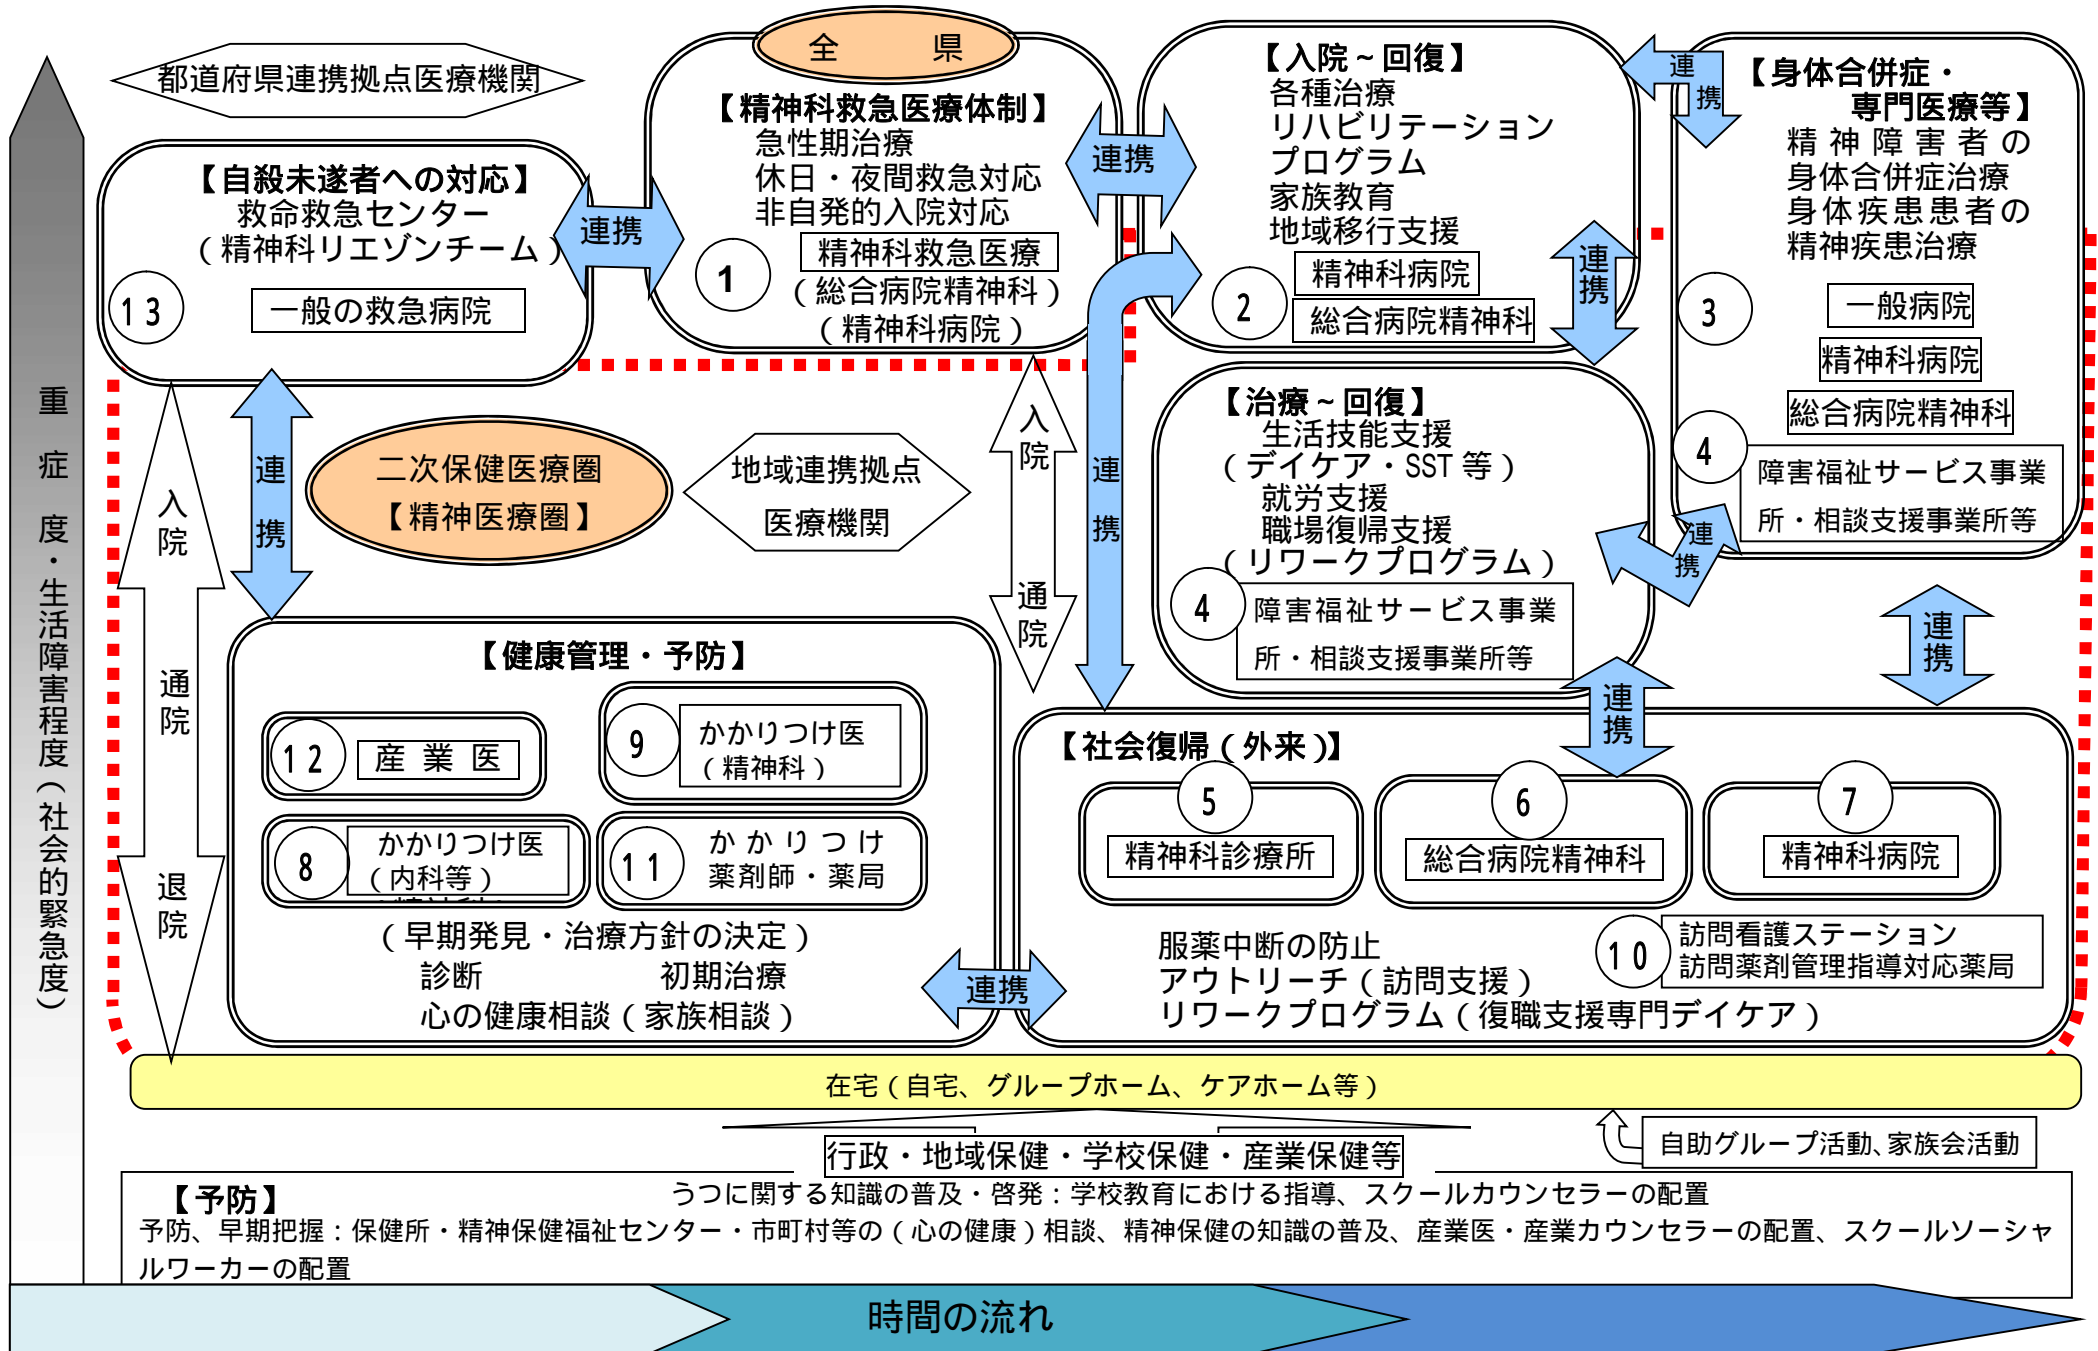 全　　県
都道府県連携拠点医療機関
【精神科救急医療体制】
急性期治療
休日・夜間救急対応
非自発的入院対応
1
精神科救急医療
（総合病院精神科）
（精神科病院）
【自殺未遂者への対応】
救命救急センター
（精神科リエゾンチーム）
13
一般の救急病院
連携
連携
【入院～回復】
各種治療
リハビリテーション
プログラム
家族教育
地域移行支援
2
精神科病院
総合病院精神科
連携
連携
【身体合併症・
専門医療等】
精神障害者の
身体合併症治療
身体疾患患者の
精神疾患治療
3
一般病院
精神科病院
総合病院精神科
4
障害福祉サービス事業
所・相談支援事業所等
重症度・生活障害程度（社会的緊急度）
入院
通院
退院
連携
二次保健医療圏
【精神医療圏】
地域連携拠点
医療機関
入院
通院
連携
【治療～回復】
生活技能支援
（デイケア・SST等）
就労支援
職場復帰支援
（リワークプログラム）
4
障害福祉サービス事業
所・相談支援事業所等
連携
連携
連携
【健康管理・予防】
12
産業医
9
かかりつけ医
（精神科）
8
かかりつけ医
（内科等）
11
かかりつけ
薬剤師・薬局
（早期発見・治療方針の決定）
診断　　初期治療
心の健康相談（家族相談）
連携
【社会復帰（外来）】
5
精神科診療所
6
総合病院精神科
7
精神科病院
服薬中断の防止
アウトリーチ（訪問支援）
リワークプログラム（復職支援専門デイケア）
10
訪問看護ステーション
訪問薬剤管理指導対応薬局
在宅（自宅、グループホーム、ケアホーム等）
自助グループ活動、家族会活動
行政・地域保健・学校保健・産業保健等
【予防】　　うつに関する知識の普及・啓発：学校教育における指導、スクールカウンセラーの配置
予防、早期把握：保健所・精神保健福祉センター・市町村等の（心の健康）相談、精神保健の知識の普及、産業医・産業カウンセラーの配置、スクールソーシャ
ルワーカーの配置
時間の流れ